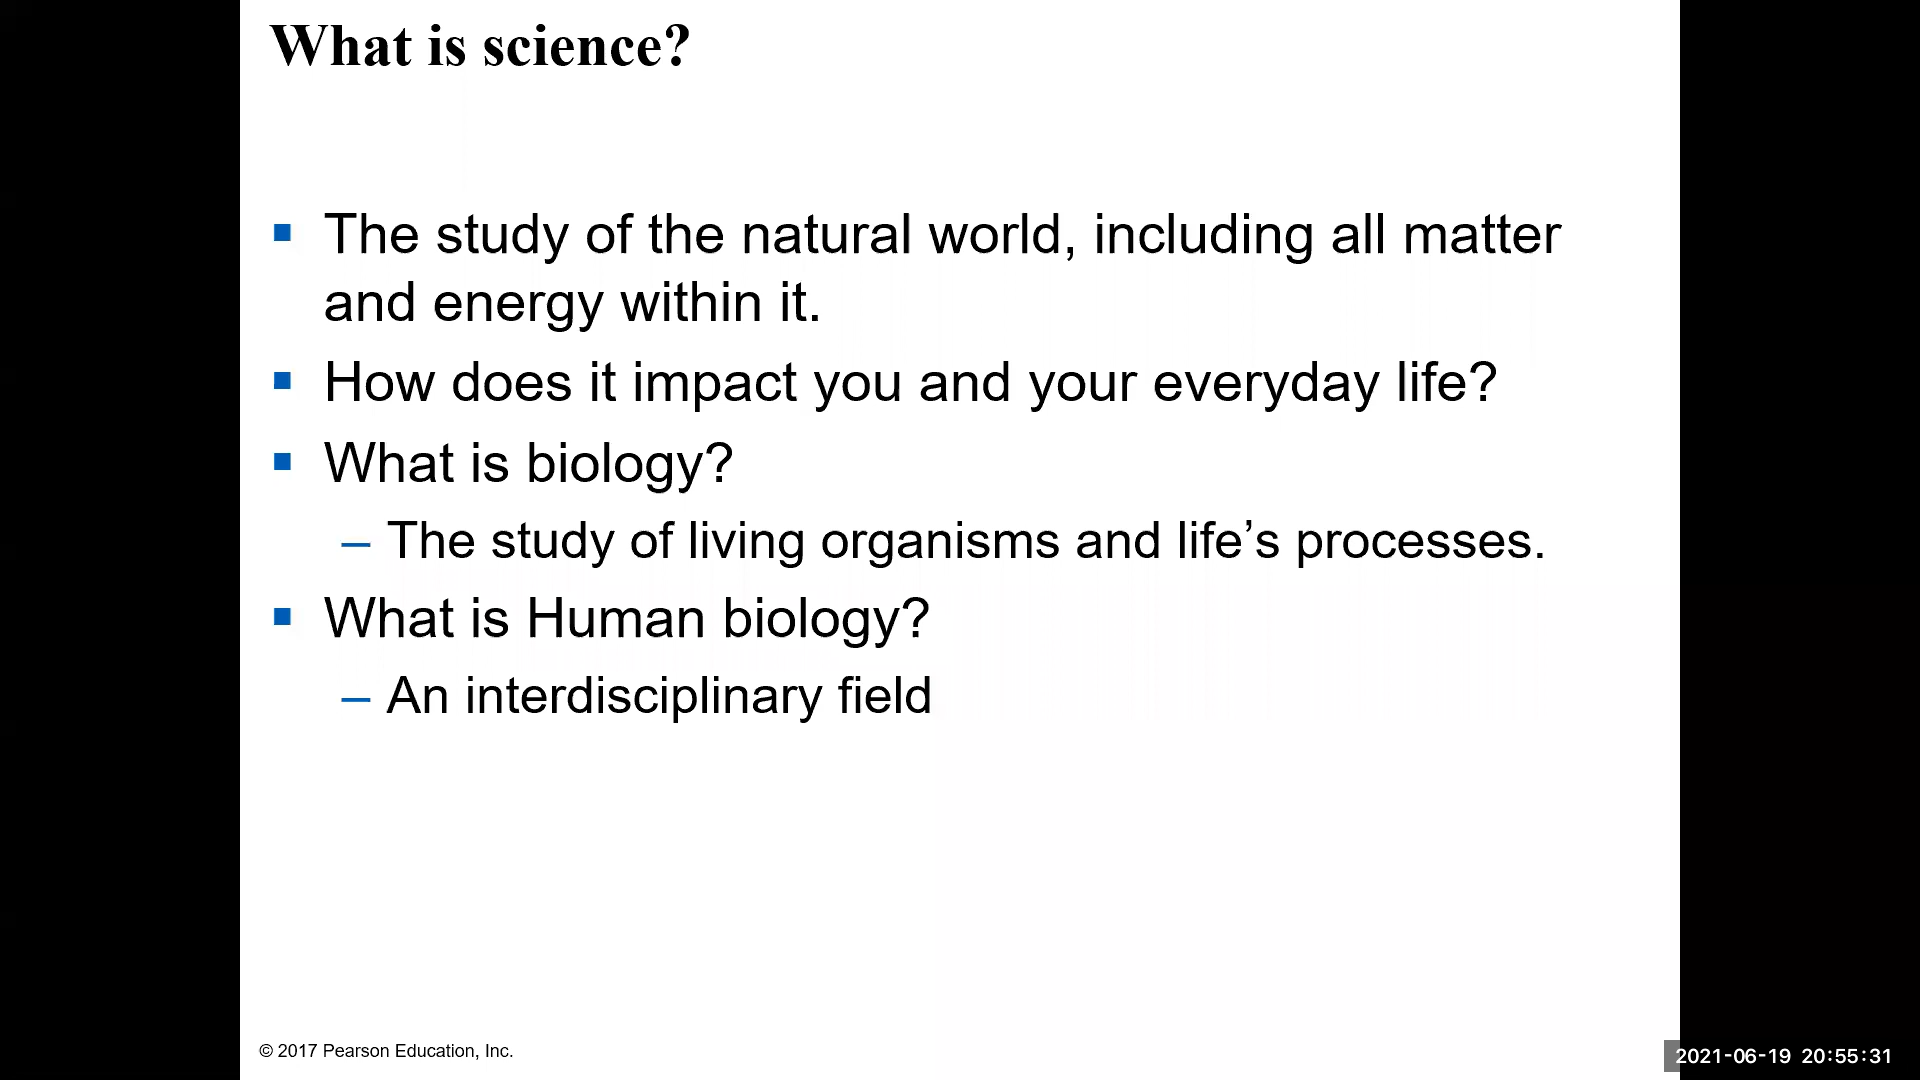 What is science?
▪ The study of the natural world, including all matter
and energy within it.
▪ How does it impact you and your everyday life?
▪ What is biology?
– The study of living organisms and life’s processes.
▪ What is Human biology?
– An interdisciplinary field
© 2017 Pearson Education, Inc.
2021-06-19 20:55:31